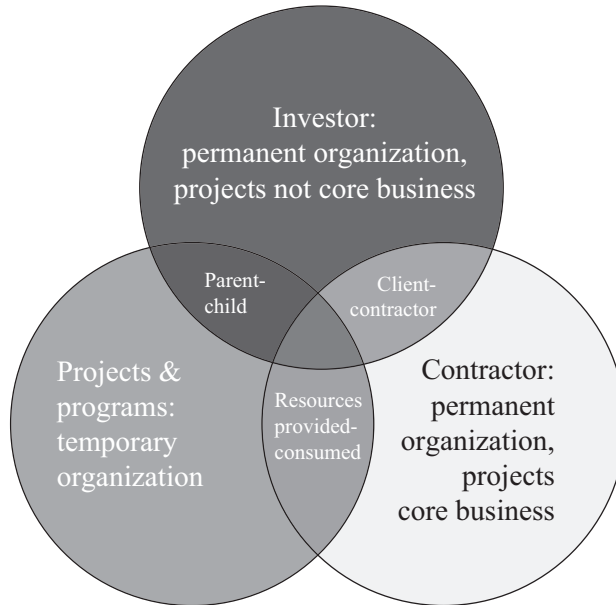 Investor:
permanent organization,
projects not core business
Parent-
child
Client-
contractor
Projects &
programs:
temporary
organization
Resources
provided-
consumed
Contractor:
permanent
organization,
projects
core business